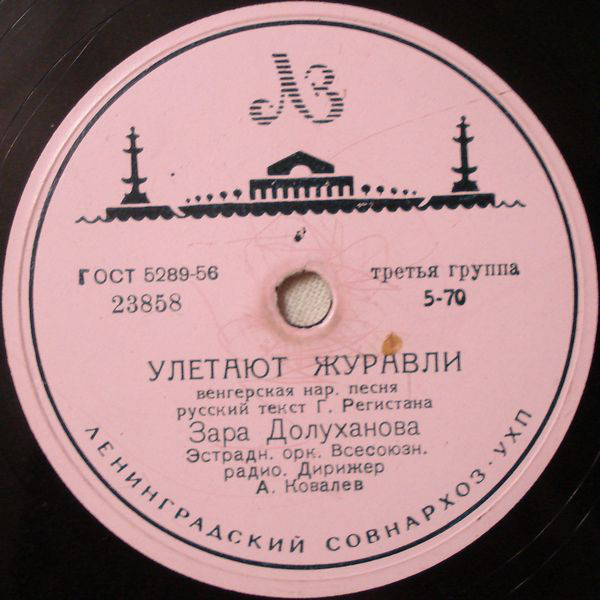 ЛЗ
ГОСТ 5289-56
23858
третья группа
5-70
УЛЕТАЮТ ЖУРАВЛИ
венгерская нар. песня
русский текст Г. Регистана
Зара Долуханова
Эстрадн. орк. Всесоюзн.
радио. Дирижер
А. Ковалев
ЛЕНИНГРАДСКИЙ СОВНАРХОЗ · УХП